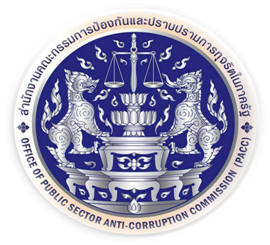 สำนักงานคณะกรรมการป้องกันและปราบปรามการทุจริตในภาครัฐ
OFFICE OF PUBLIC SECTOR ANTI-CORRUPTION COMMISSION (PACC)